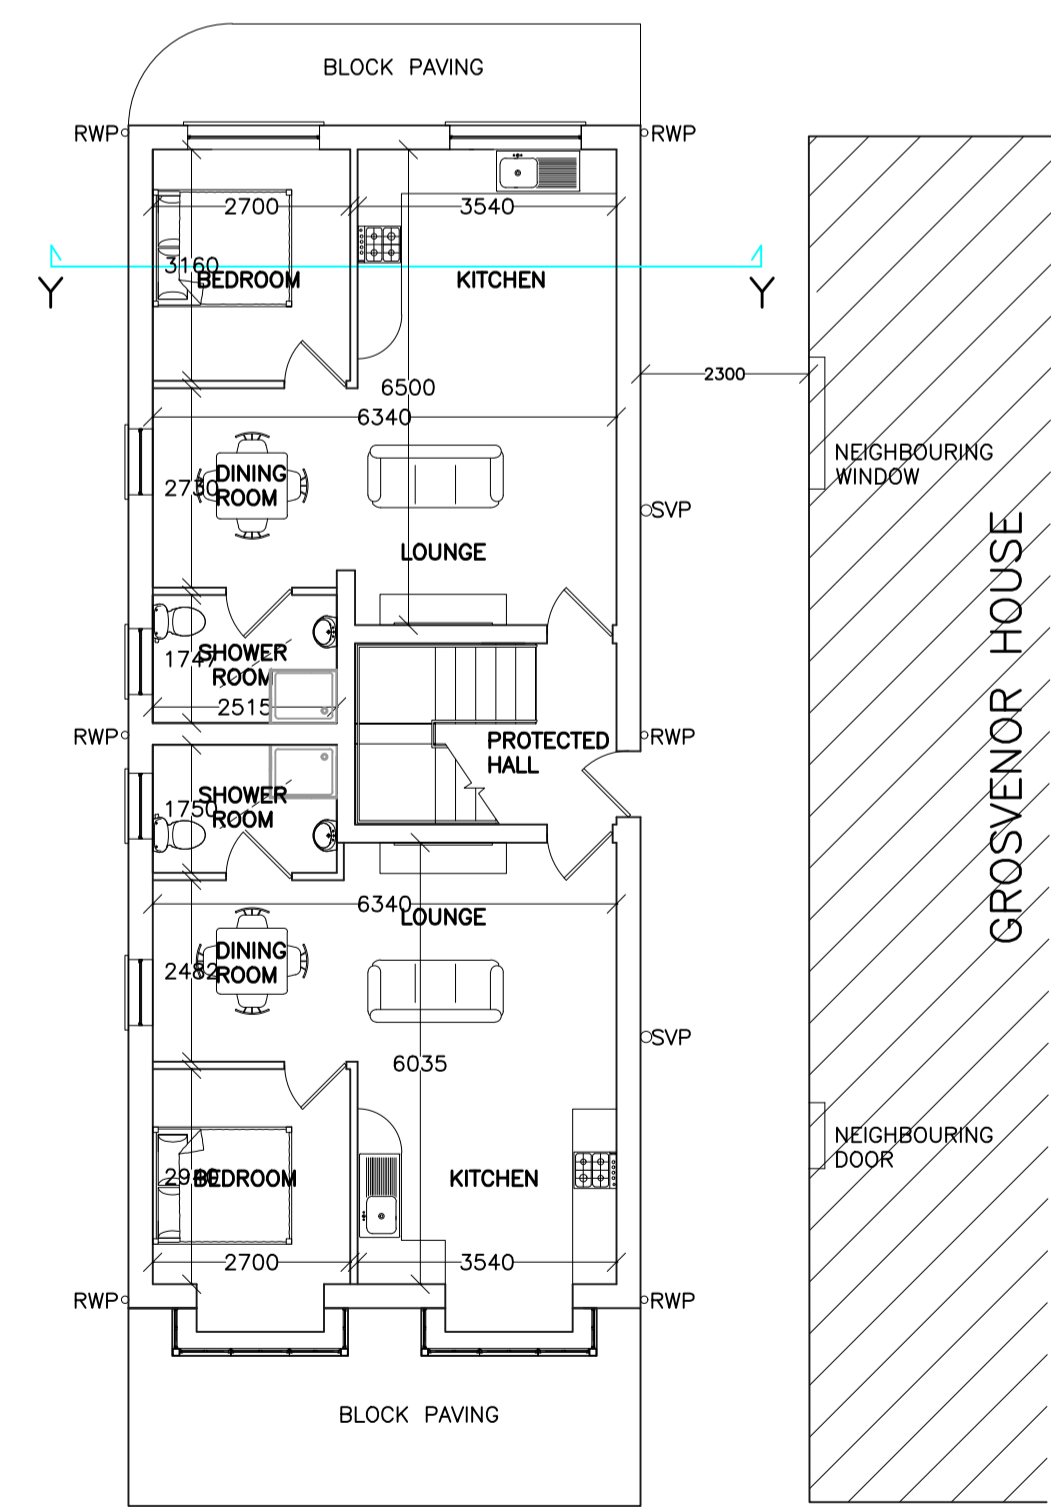 BLOCK PAVING
RWP
RWP
2700
3540
3160
BEDROOM
KITCHEN
Y
Y
6500
2300
6340
NEIGHBOURING
WINDOW
DINING
ROOM
2730
SVP
LOUNGE
GROSVENOR HOUSE
SHOWER
ROOM
1747
2515
RWP
RWP
PROTECTED
HALL
SHOWER
ROOM
1750
6340
LOUNGE
DINING
ROOM
2482
SVP
6035
NEIGHBOURING
DOOR
BEDROOM
KITCHEN
2700
3540
RWP
RWP
BLOCK PAVING